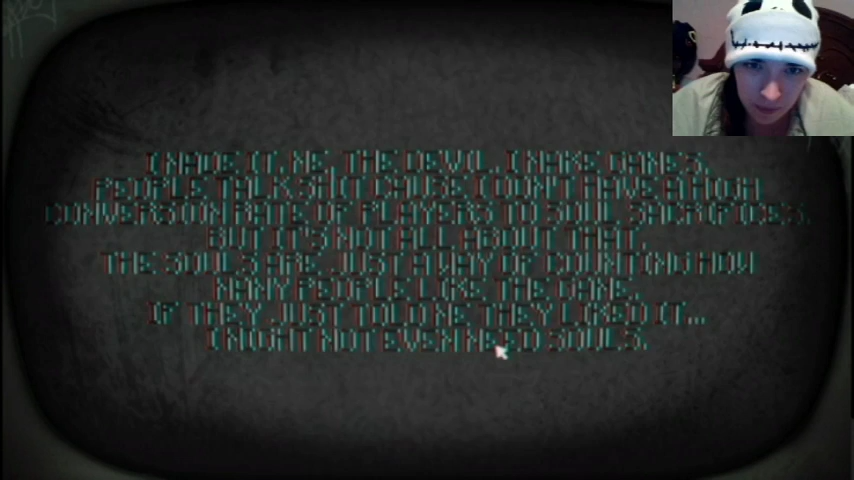 I MADE IT. ME, THE DEVIL. I MAKE GAMES.
PEOPLE TALK SHIT CAUSE I DON'T HAVE A HIGH
CONVERSION RATE OF PLAYERS TO SOUL SACRIFICES.
BUT IT'S NOT ALL ABOUT THAT.
THE SOULS ARE JUST A WAY OF COUNTING HOW
MANY PEOPLE LIKE THE GAME.
IF THEY JUST TOLD ME THEY LIKED IT...
I MIGHT NOT EVEN NEED SOULS.